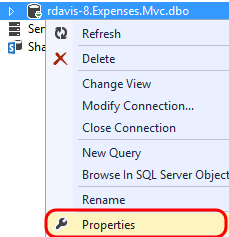 rdavis-8.Expenses.Mvc.dbo
Ser
Sha
Refresh
Delete
Change View
Modify Connection...
Close Connection
New Query
Browse In SQL Server Objec
Rename
Properties